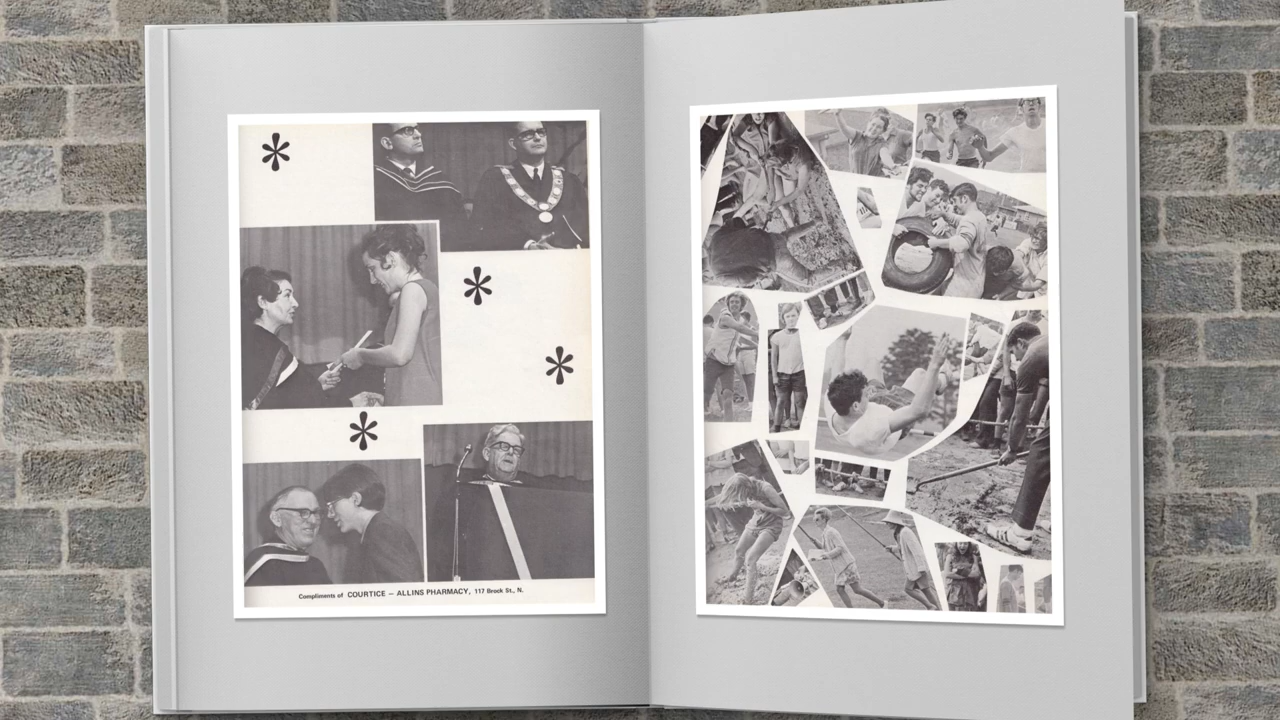 Compliments of COURTICE — ALLINS PHARMACY, 117 Brock St., N.